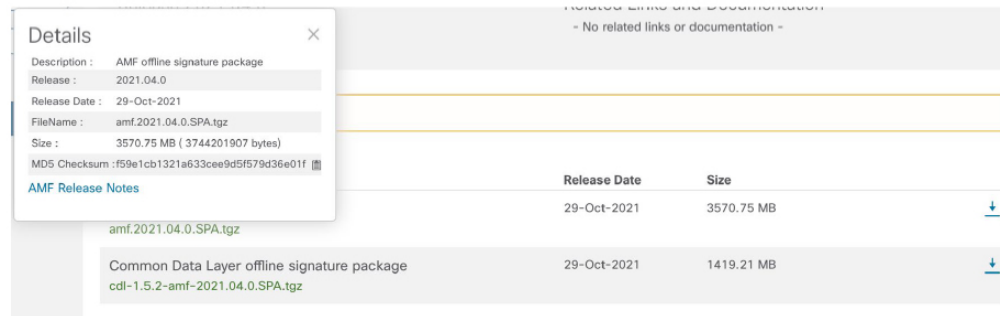 Related Links and Documentation
- No related links or documentation -
Details
Description : AMF offline signature package
Release : 2021.04.0
Release Date : 29-Oct-2021
FileName : amf.2021.04.0.SPA.tgz
Size : 3570.75 MB ( 3744201907 bytes)
MD5 Checksum :f59e1cb1321a633cee9d5f579d36e01f
AMF Release Notes
Release Date Size
29-Oct-2021 3570.75 MB
amf.2021.04.0.SPA.tgz
Common Data Layer offline signature package 29-Oct-2021 1419.21 MB
cdl-1.5.2-amf-2021.04.0.SPA.tgz